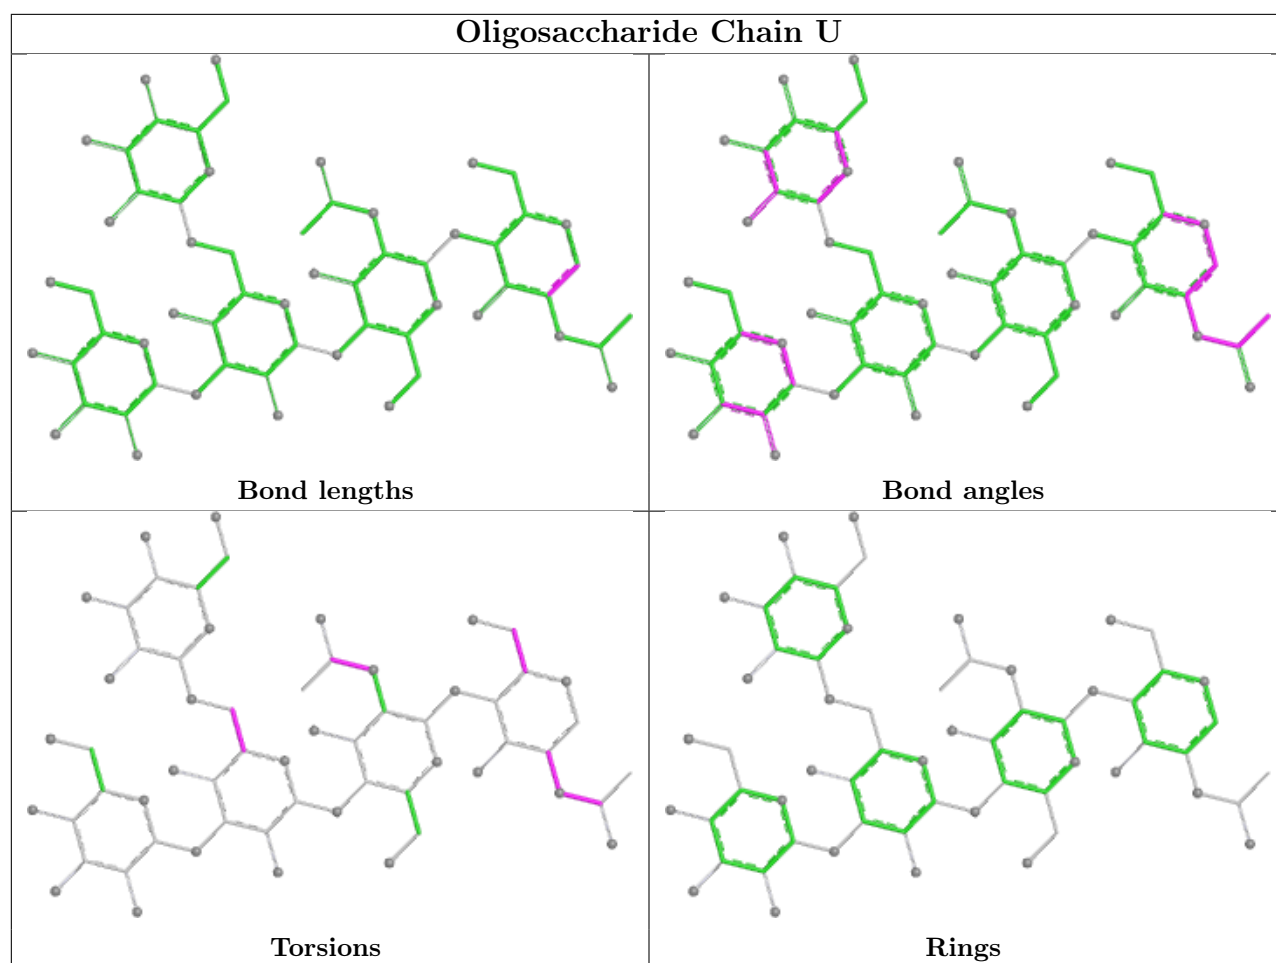 Oligosaccharide Chain U
Bond lengths
Bond angles
Torsions
Rings